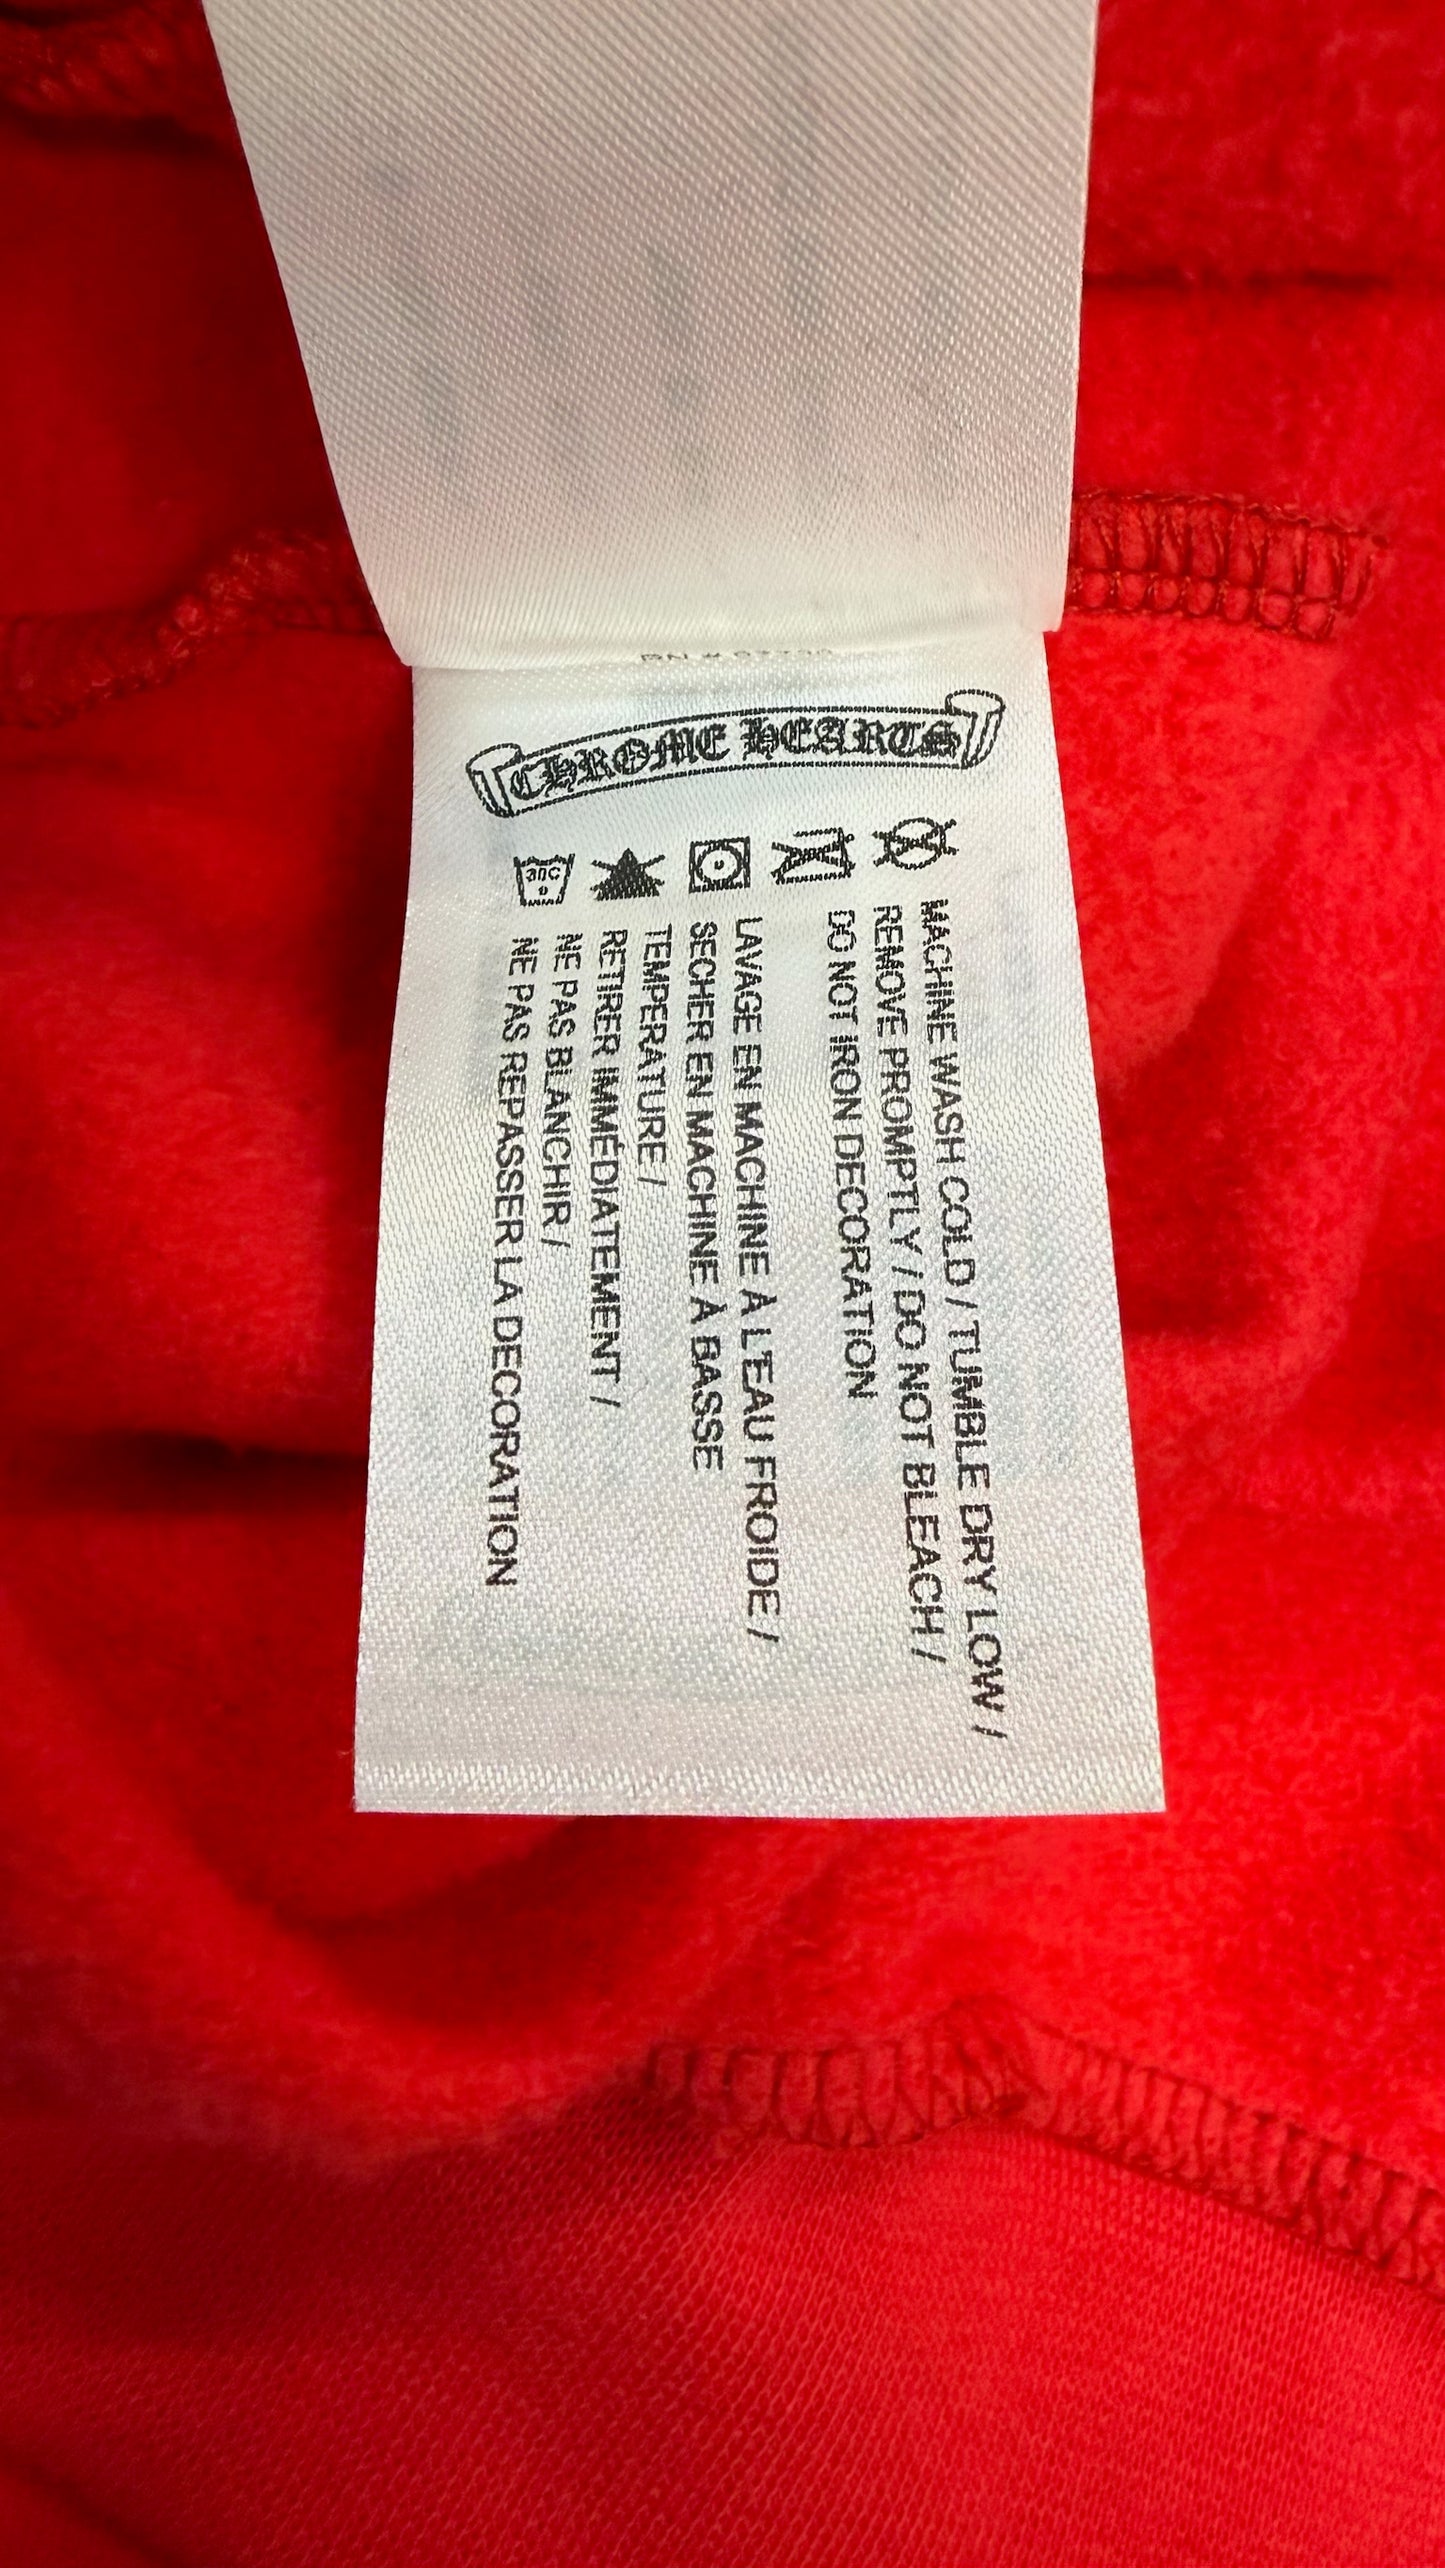 CHROME HEARTS
30C
MACHINE WASH COLD / TUMBLE DRY LOW /
REMOVE PROMPTLY / DO NOT BLEACH /
DO NOT IRON DECORATION
LAVAGE EN MACHINE À L'EAU FROIDE /
SECHER EN MACHINE À BASSE
TEMPERATURE /
RETIRER IMMÉDIATEMENT /
NE PAS BLANCHIR /
NE PAS REPASSER LA DECORATION